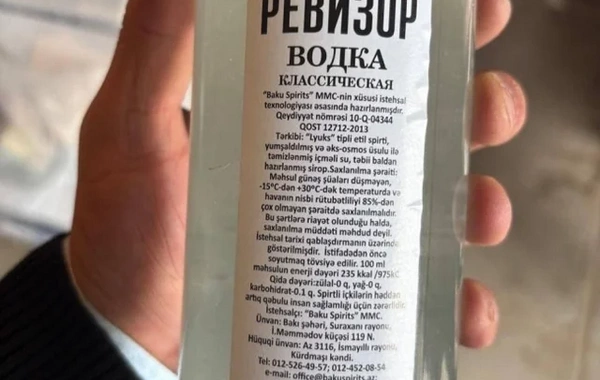 РЕВИЗОР
ВОДКА
КЛАССИЧЕСКАЯ
"Baku Spirits" MMC-nin xüsusi istehsal
texnologiyası əsasında hazırlanmışdır.
Qeydiyyat nömrəsi 10-Q-04344
QOST 12712-2013
Tərkibi: "Lyuks" tipli etil spirti,
yumşaldılmış və əks-osmos üsulu ilə
təmizlənmiş içməli su, təbii baldan
hazırlanmış sirop.Saxlanılma şəraiti:
Məhsul günəş şüaları düşməyən,
-15°C-dən +30°C-dək temperaturda və
havanın nisbi rütubətliliyi 85%-dən
çox olmayan şəraitdə saxlanılmalıdır.
Bu şərtlərə riayət olunduğu halda,
saxlanılma müddəti məhdud deyil.
İstehsal tarixi qablaşdırmanın üzərində
göstərilmişdir. İstifadədən öncə
soyutmaq tövsiyə edilir. 100 ml
məhsulun enerji dəyəri 235 kkal /975kC
Qida dəyəri:zülal-0 q, yağ-0 q,
karbohidrat-0.1 q. Spirtli içkilərin həddən
artıq qəbulu insan sağlamlığı üçün zərərlidir.
İstehsalçı: "Baku Spirits" MMC.
Ünvan: Bakı şəhəri, Suraxanı rayonu,
İ.Məmmədov küçəsi 119 N.
Hüquqi ünvan: Az 3116, İsmayıllı rayonu,
Kürdmaşı kəndi.
Tel: 012-526-49-57; 012-452-08-54
e-mail: office@bakuspirits.az;